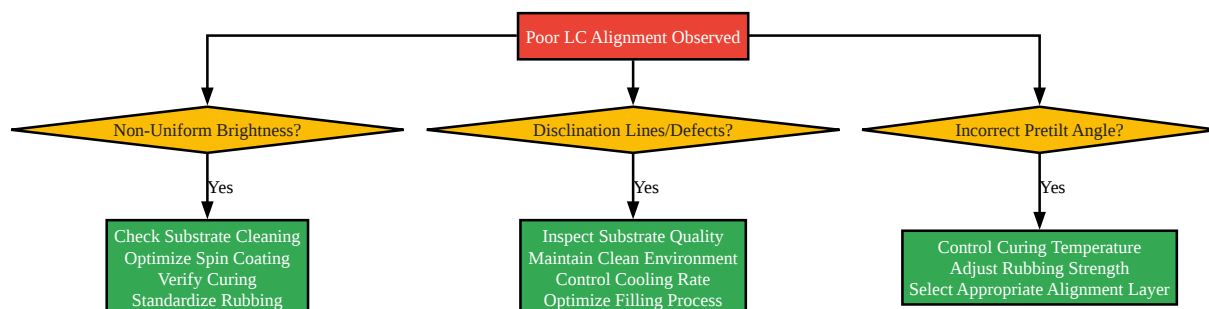 Poor LC Alignment Observed
Non-Uniform Brightness?
Disclination Lines/Defects?
Incorrect Pretilt Angle?
Yes
Yes
Yes
Check Substrate Cleaning
Optimize Spin Coating
Verify Curing
Standardize Rubbing
Inspect Substrate Quality
Maintain Clean Environment
Control Cooling Rate
Optimize Filling Process
Control Curing Temperature
Adjust Rubbing Strength
Select Appropriate Alignment Layer